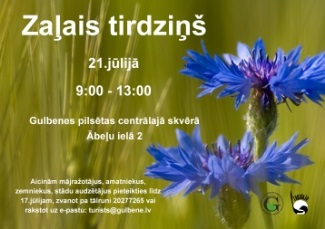 Zaļais tirdziņš
21.jūlijā
9:00 - 13:00
Gulbenes pilsētas centrālajā skvērā
Ābeļu ielā 2
Aicinām mājražotājus, amatniekus,
zemniekus, stādu audzētājus pieteikties līdz
17.jūlijam, zvanot pa tālruni 20277265 vai
rakstot uz e-pastu: turists@gulbene.lv